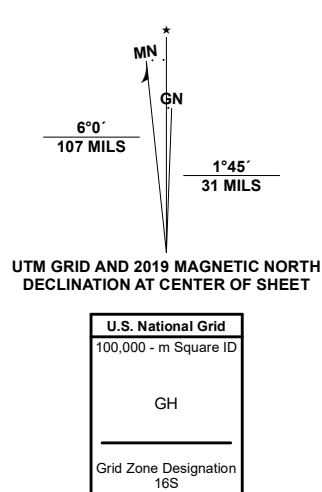 ★
MN
GN
6°0´
107 MILS
1°45´
31 MILS
UTM GRID AND 2019 MAGNETIC NORTH
DECLINATION AT CENTER OF SHEET
U.S. National Grid
100,000 - m Square ID
GH
Grid Zone Designation
16S